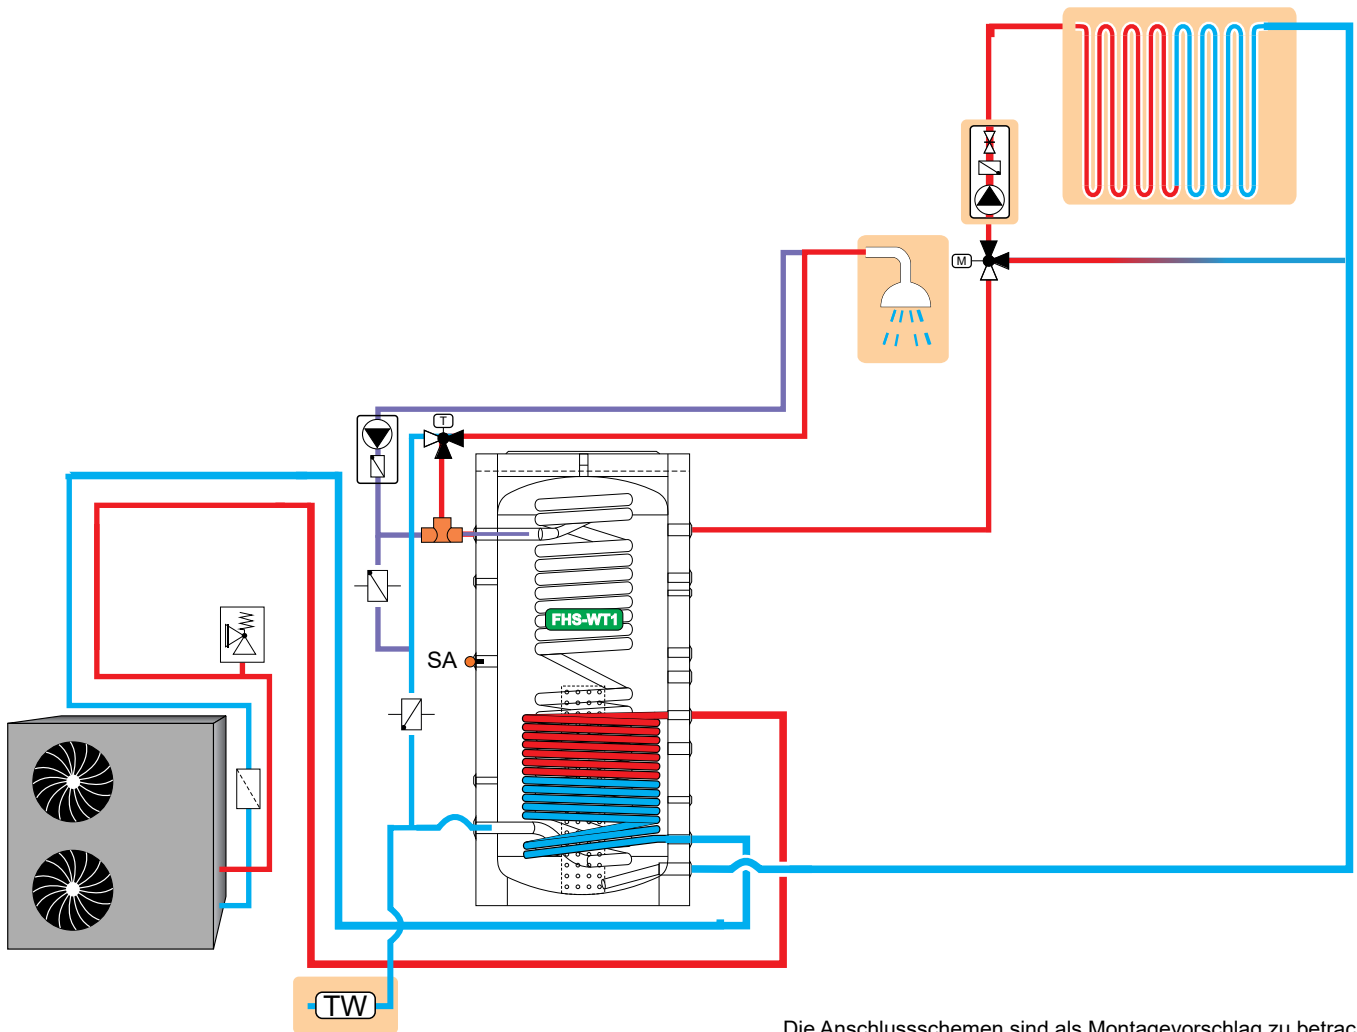 M
T
FHS-WT1
SA
TW
Die Anschlussschemen sind als Montagevorschlag zu betrac